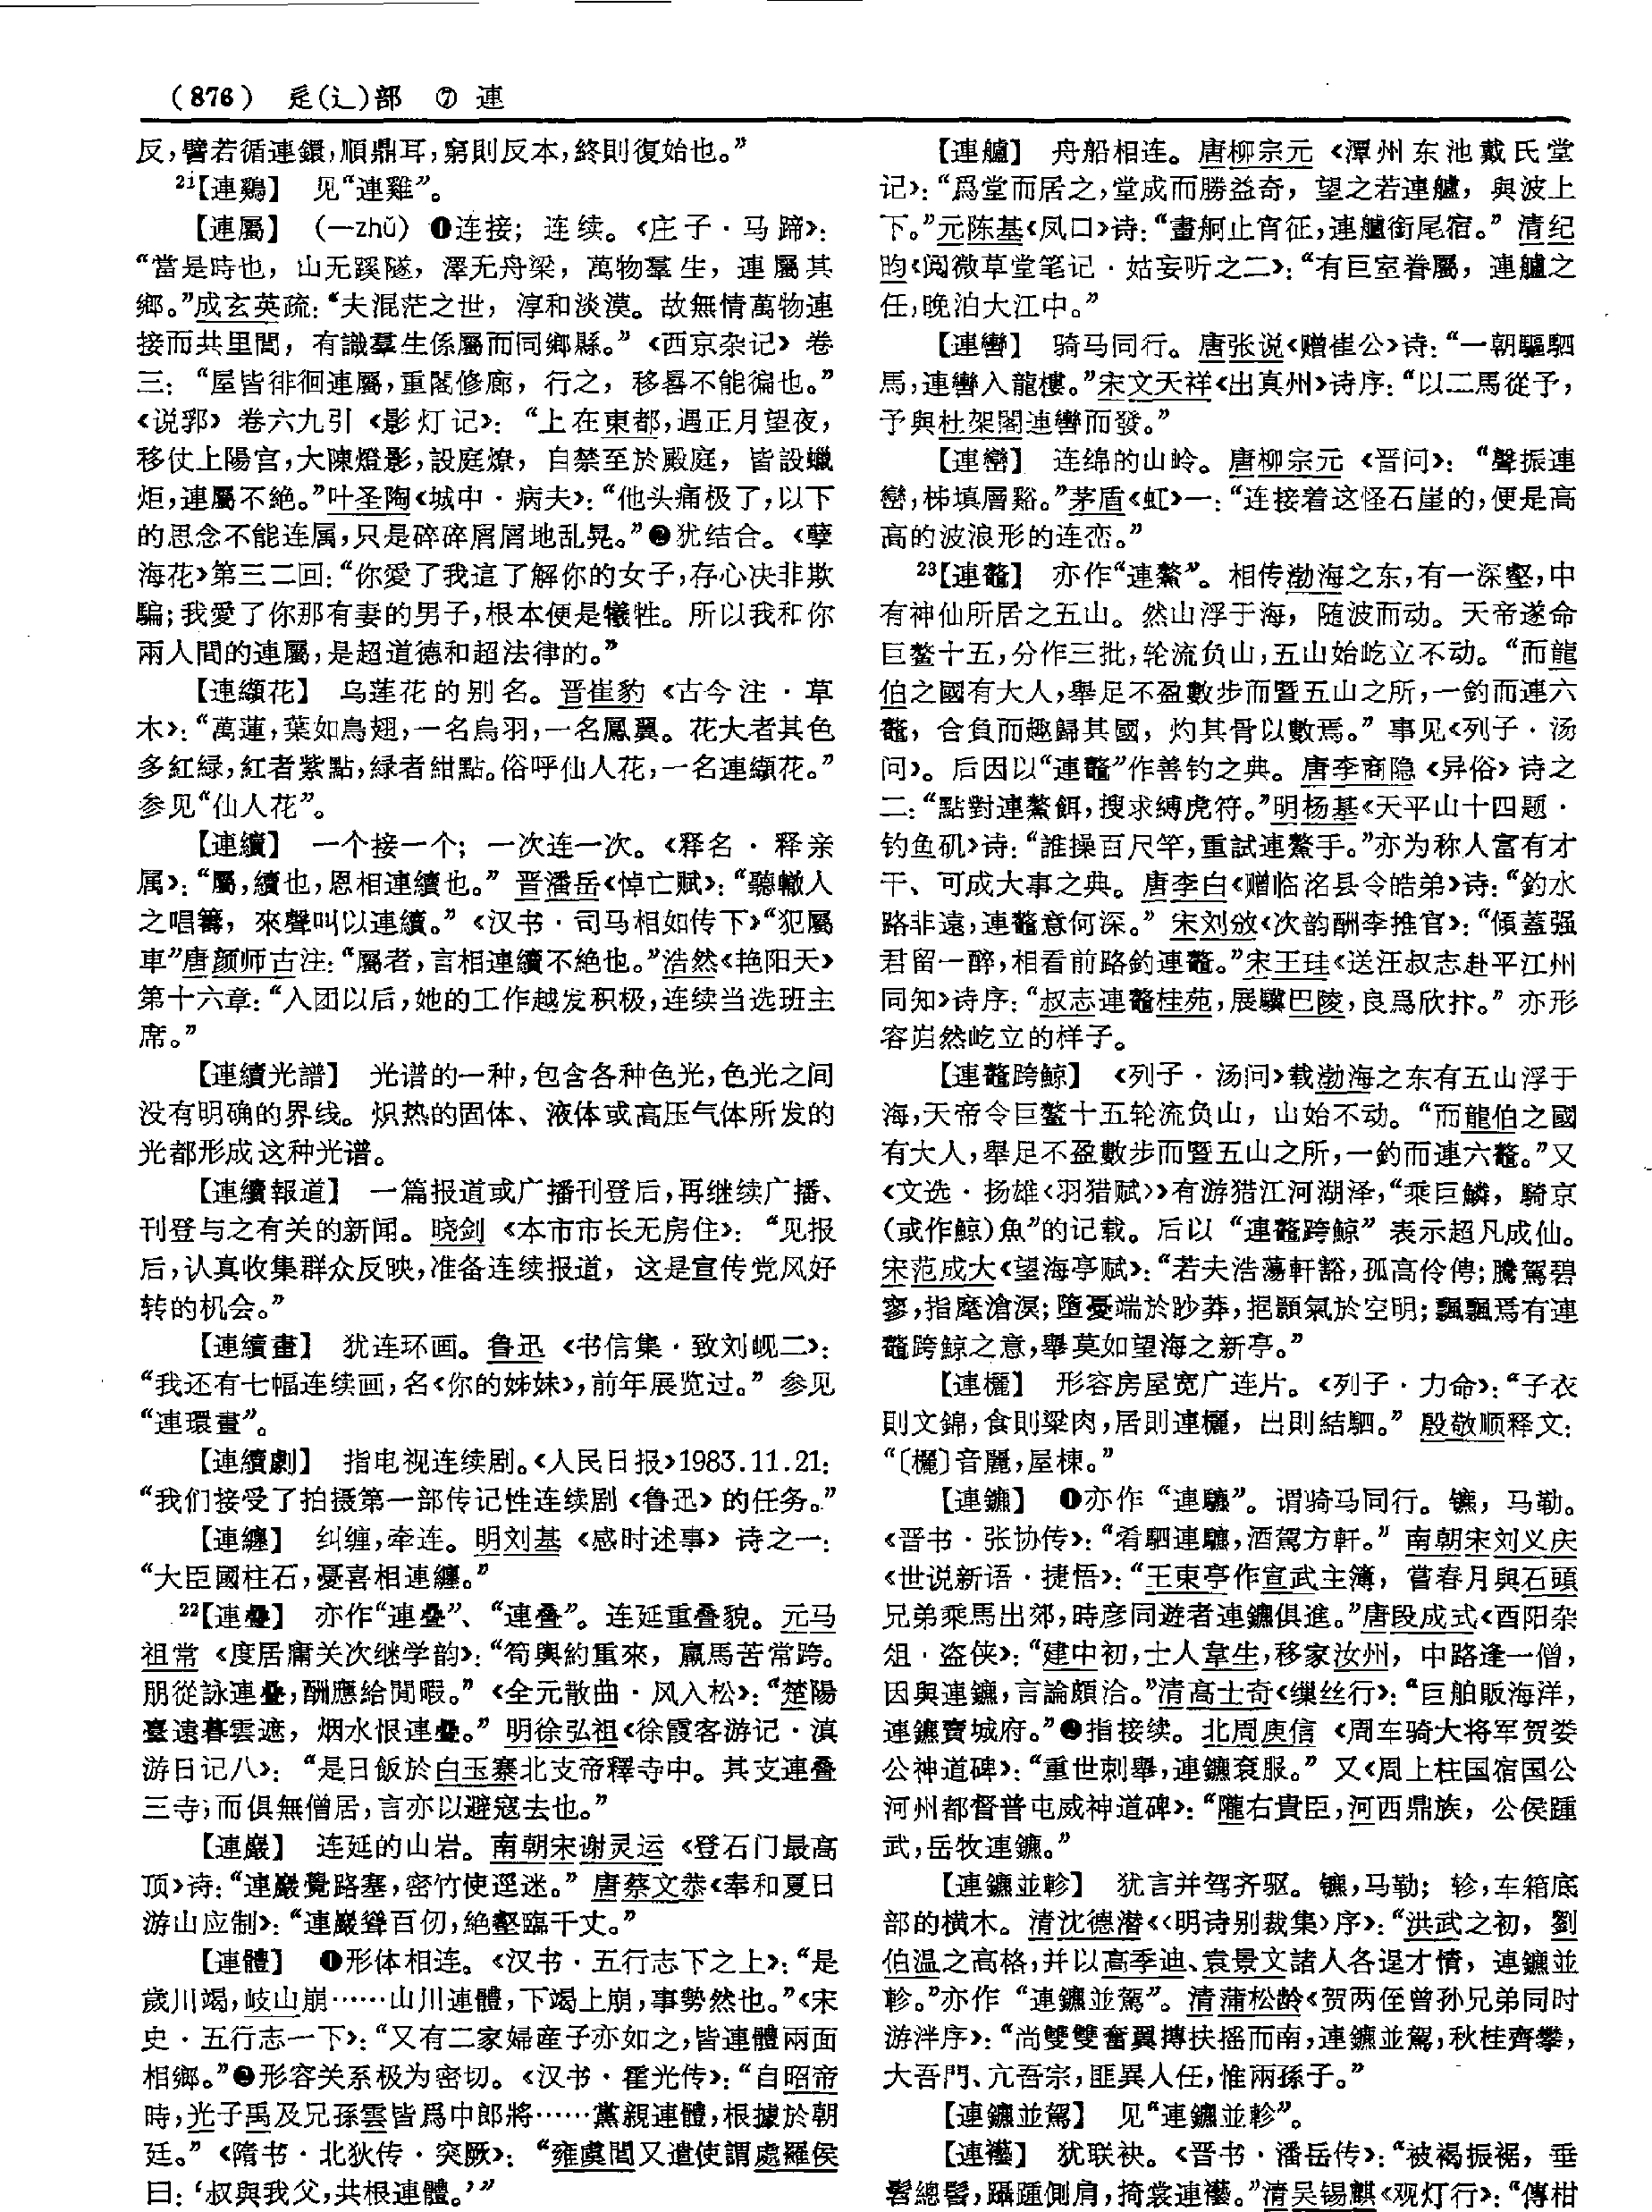 （876） 辵(辶)部 ⑦ 連
反，譬若循連鐶，順鼎耳，窮則反本，終則復始也。”
21【連鷄】 见“連雞”。
【連屬】 （—zhǔ）❶连接；连续。《庄子·马蹄》：
“當是時也，山无蹊隧，澤无舟梁，萬物羣生，連屬其
鄉。”成玄英疏：“夫混茫之世，淳和淡漠。故無情萬物連
接而共里閭，有識羣生係屬而同鄉縣。”《西京杂记》卷
三：“屋皆徘徊連屬，重閣修廊，行之，移晷不能徧也。”
《说郛》卷六九引《影灯记》：“上在東都，遇正月望夜，
移仗上陽宫，大陳燈影，設庭燎，自禁至於殿庭，皆設蠟
炬，連屬不絶。”叶圣陶《城中·病夫》：“他头痛极了，以下
的思念不能连属，只是碎碎屑屑地乱晃。”❷犹结合。《孽
海花》第三二回：“你愛了我這了解你的女子，存心决非欺
騙；我愛了你那有妻的男子，根本便是犧牲。所以我和你
兩人間的連屬，是超道德和超法律的。”
【連纈花】 乌莲花的别名。晋崔豹《古今注·草
木》：“萬蓮，葉如鳥翅，一名烏羽，一名鳳翼。花大者其色
多紅緑，紅者紫點，緑者紺點。俗呼仙人花，一名連纈花。”
参见“仙人花”。
【連續】 一个接一个；一次连一次。《释名·释亲
属》：“屬，續也，恩相連續也。”晋潘岳《悼亡赋》：“聽轍人
之唱籌，來聲叫以連續。”《汉书·司马相如传下》“犯屬
車”唐颜师古注：“屬者，言相連續不絶也。”浩然《艳阳天》
第十六章：“入团以后，她的工作越发积极，连续当选班主
席。”
【連續光譜】 光谱的一种，包含各种色光，色光之间
没有明确的界线。炽热的固体、液体或高压气体所发的
光都形成这种光谱。
【連續報道】 一篇报道或广播刊登后，再继续广播、
刊登与之有关的新闻。晓剑《本市市长无房住》：“见报
后，认真收集群众反映，准备连续报道，这是宣传党风好
转的机会。”
【連續畫】 犹连环画。鲁迅《书信集·致刘岘二》：
“我还有七幅连续画，名《你的姊妹》，前年展览过。”参见
“連環畫”。
【連續劇】 指电视连续剧。《人民日报》1983.11.21：
“我们接受了拍摄第一部传记性连续剧《鲁迅》的任务。”
【連纏】 纠缠，牵连。明刘基《感时述事》诗之一：
“大臣國柱石，憂喜相連纏。”
22【連疊】 亦作“連疉”、“連叠”。连延重叠貌。元马
祖常《度居庸关次继学韵》：“筍輿約重來，羸馬苦常跨。
朋從詠連疊，酬應給閒暇。”《全元散曲·风入松》：“楚陽
臺遠暮雲遮，烟水恨連疊。”明徐弘祖《徐霞客游记·滇
游日记八》：“是日飯於白玉寨北支帝釋寺中。其支連叠
三寺；而俱無僧居，言亦以避寇去也。”
【連巖】 连延的山岩。南朝宋谢灵运《登石门最高
顶》诗：“連巖覺路塞，密竹使逕迷。”唐蔡文恭《奉和夏日
游山应制》：“連巖聳百仞，絶壑臨千丈。”
【連體】 ❶形体相连。《汉书·五行志下之上》：“是
歲川竭，岐山崩……山川連體，下竭上崩，事勢然也。”《宋
史·五行志一下》：“又有二家婦産子亦如之，皆連體兩面
相鄉。”❷形容关系极为密切。《汉书·霍光传》：“自昭帝
時，光子禹及兄孫雲皆爲中郎將……黨親連體，根據於朝
廷。”《隋书·北狄传·突厥》：“雍虞閭又遣使謂處羅侯
曰：‘叔與我父，共根連體。’”
【連艫】 舟船相连。唐柳宗元《潭州东池戴氏堂
记》：“爲堂而居之，堂成而勝益奇，望之若連艫，與波上
下。”元陈基《凤口》诗：“畫舸止宵征，連艫銜尾宿。”清纪
昀《阅微草堂笔记·姑妄听之二》：“有巨室眷屬，連艫之
任，晚泊大江中。”
【連轡】 骑马同行。唐张说《赠崔公》诗：“一朝驅駟
馬，連轡入龍樓。”宋文天祥《出真州》诗序：“以二馬從予，
予與杜架閣連轡而發。”
【連巒】 连绵的山岭。唐柳宗元《晋问》：“聲振連
巒，柹填層谿。”茅盾《虹》一：“连接着这怪石崖的，便是高
高的波浪形的连峦。”
23【連鼇】 亦作“連鰲”。相传渤海之东，有一深壑，中
有神仙所居之五山。然山浮于海，随波而动。天帝遂命
巨鳌十五，分作三批，轮流负山，五山始屹立不动。“而龍
伯之國有大人，舉足不盈數步而暨五山之所，一釣而連六
鼇，合負而趣歸其國，灼其骨以數焉。”事见《列子·汤
问》。后因以“連鼇”作善钓之典。唐李商隐《异俗》诗之
二：“點對連鰲餌，搜求縛虎符。”明杨基《天平山十四题·
钓鱼矶》诗：“誰操百尺竿，重試連鰲手。”亦为称人富有才
干、可成大事之典。唐李白《赠临洺县令皓弟》诗：“釣水
路非遠，連鼇意何深。”宋刘攽《次韵酬李推官》：“傾蓋强
君留一醉，相看前路釣連鼇。”宋王珪《送汪叔志赴平江州
同知》诗序：“叔志連鼇桂苑，展驥巴陵，良爲欣抃。”亦形
容岿然屹立的样子。
【連鼇跨鯨】 《列子·汤问》载渤海之东有五山浮于
海，天帝令巨鳌十五轮流负山，山始不动。“而龍伯之國
有大人，舉足不盈數步而暨五山之所，一釣而連六鼇。”又
《文选·扬雄〈羽猎赋〉》有游猎江河湖泽，“乘巨鱗，騎京
（或作鯨）魚”的记载。后以“連鼇跨鯨”表示超凡成仙。
宋范成大《望海亭赋》：“若夫浩蕩軒豁，孤高伶俜；騰駕碧
寥，指麾滄溟；墮憂端於眇莽，挹顥氣於空明；飄飄焉有連
鼇跨鯨之意，舉莫如望海之新亭。”
【連欐】 形容房屋宽广连片。《列子·力命》：“子衣
則文錦，食則粱肉，居則連欐，出則結駟。”殷敬顺释文：
“〔欐〕音麗，屋棟。”
【連鑣】 ❶亦作“連驫”。谓骑马同行。镳，马勒。
《晋书·张协传》：“肴駟連鑣，酒駕方軒。”南朝宋刘义庆
《世说新语·捷悟》：“王東亭作宣武主簿，嘗春月與石頭
兄弟乘馬出郊，時彦同遊者連鑣俱進。”唐段成式《酉阳杂
俎·盗侠》：“建中初，士人韋生，移家汝州，中路逢一僧，
因與連鑣，言論頗洽。”清高士奇《缫丝行》：“巨舶販海洋，
連鑣賣城府。”❷指接续。北周庾信《周车骑大将军贺娄
公神道碑》：“重世刺舉，連鑣衮服。”又《周上柱国宿国公
河州都督普屯威神道碑》：“隴右貴臣，河西鼎族，公侯踵
武，岳牧連鑣。”
【連鑣並軫】 犹言并驾齐驱。镳，马勒；轸，车箱底
部的横木。清沈德潜《〈明诗别裁集〉序》：“洪武之初，劉
伯温之高格，并以高季迪、袁景文諸人各逞才情，連鑣並
軫。”亦作“連鑣並駕”。清蒲松龄《贺两侄曾孙兄弟同时
游泮序》：“尚雙雙奮翼摶扶摇而南，連鑣並駕，秋桂齊攀，
大吾門、亢吾宗，匪異人任，惟兩孫子。”
【連鑣並駕】 见“連鑣並軫”。
【連襼】 犹联袂。《晋书·潘岳传》：“被褐振裾，垂
髫總髻，躡踵側肩，掎裳連襼。”清吴锡麒《观灯行》：“傳柑